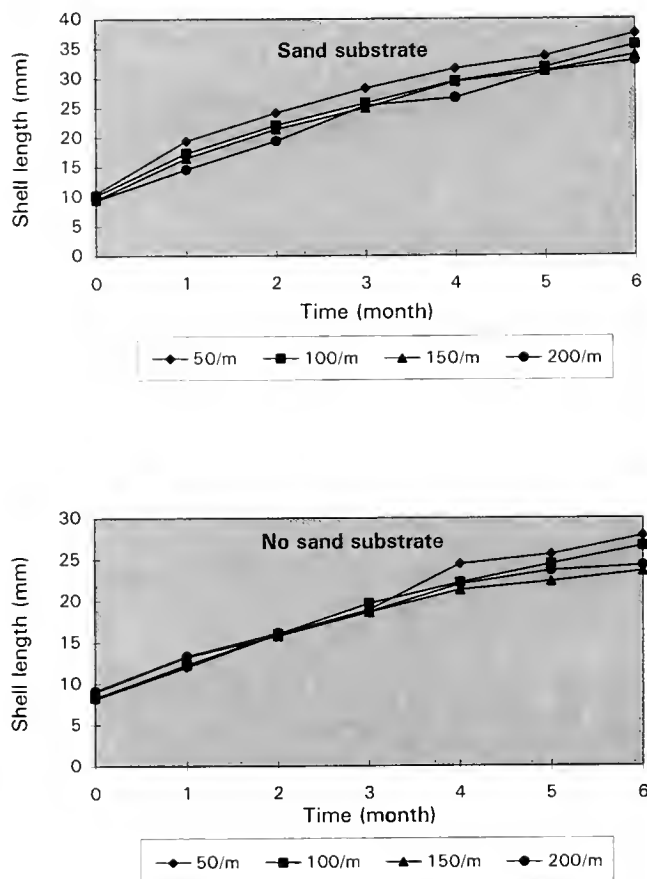 Sand substrate
Shell length (mm)
40
35
30
25
20
15
10
5
0
0 1 2 3 4 5 6
Time (month)
50/m 100/m 150/m 200/m
No sand substrate
Shell length (mm)
30
25
20
15
10
5
0
0 1 2 3 4 5 6
Time (month)
50/m 100/m 150/m 200/m